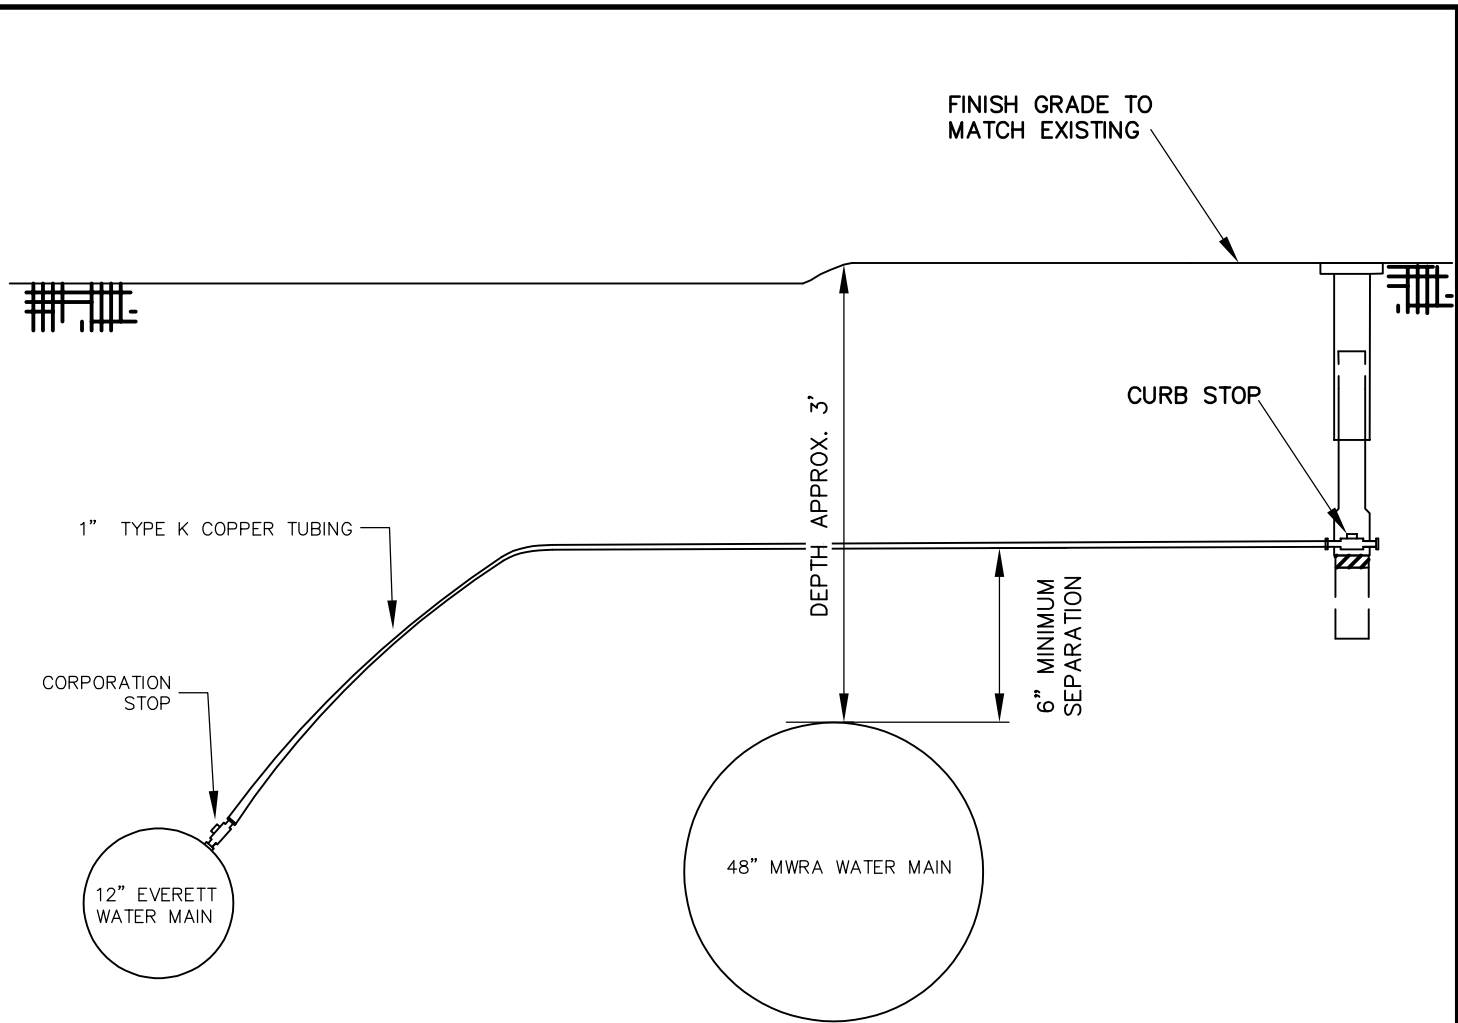 FINISH GRADE TO
MATCH EXISTING
CURB STOP
DEPTH APPROX. 3'
1" TYPE K COPPER TUBING
6" MINIMUM
SEPARATION
CORPORATION
STOP
48" MWRA WATER MAIN
12" EVERETT
WATER MAIN